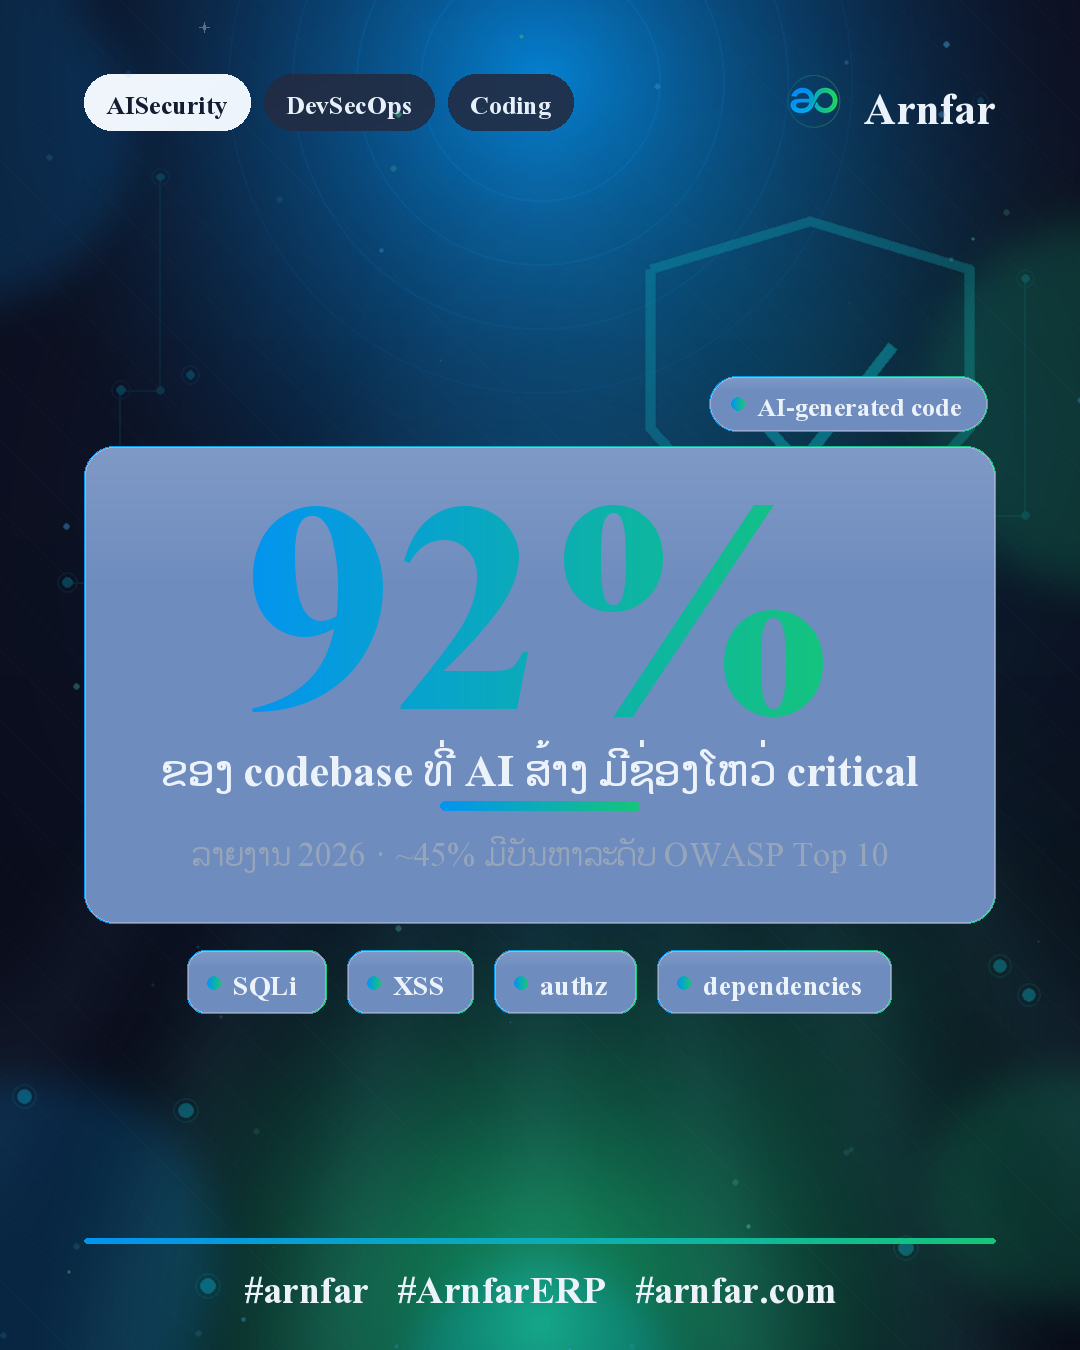 AISecurity DevSecOps Coding
Arnfar
AI-generated code
92%
ຂອງ codebase ທີ່ AI ສ້າງ ມີຊ່ອງໂຫວ່ critical
ລາຍງານ 2026 · ~45% ມີບັນຫາລະດັບ OWASP Top 10
SQLi XSS authz dependencies
#arnfar #ArnfarERP #arnfar.com